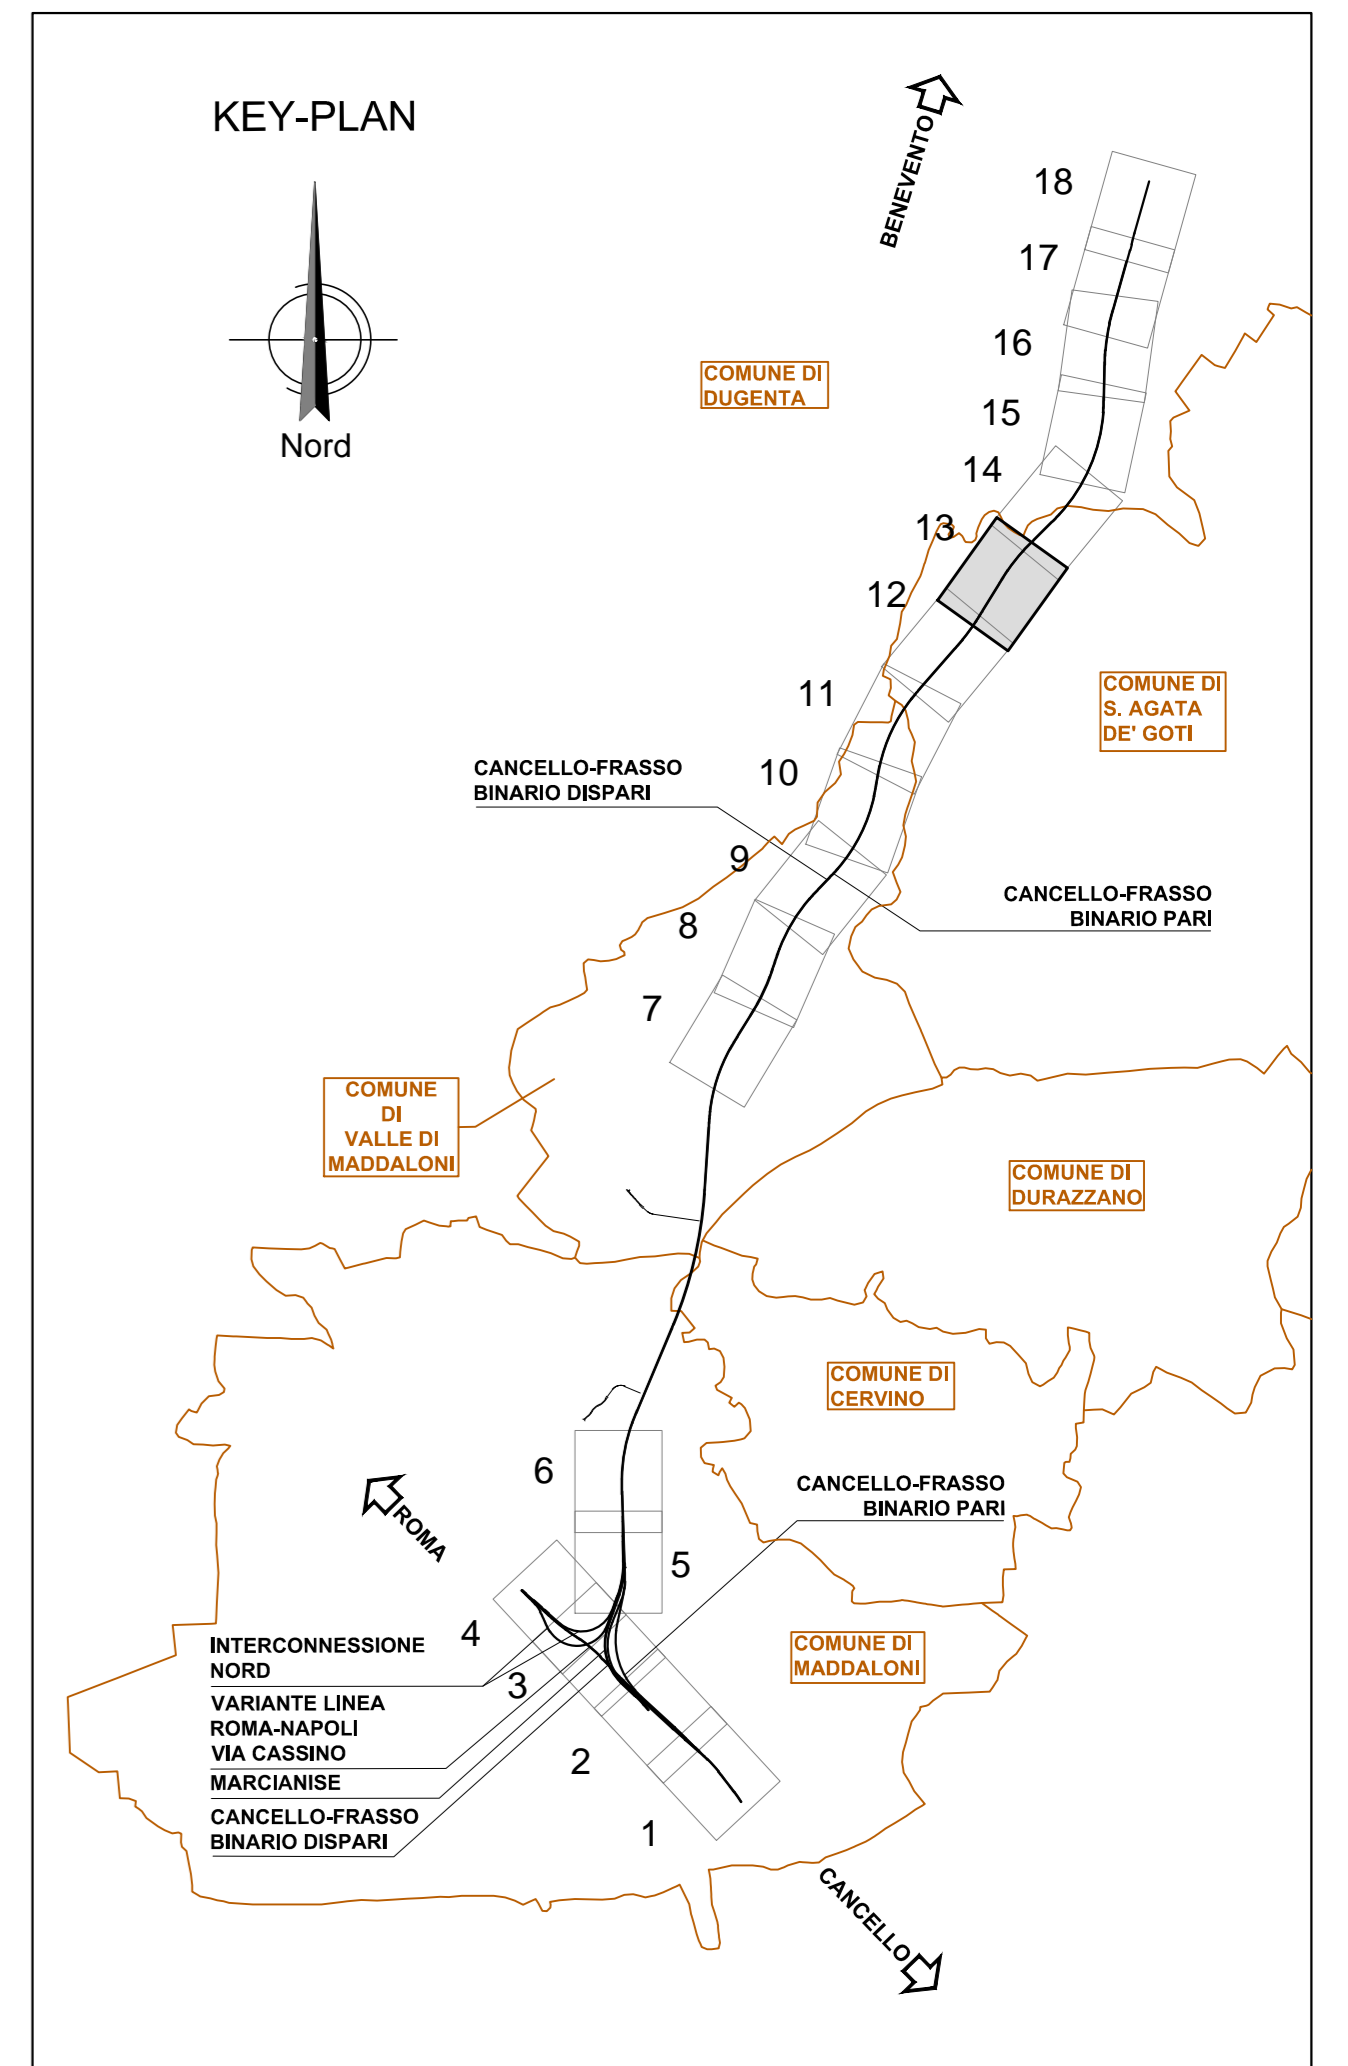 KEY-PLAN
Nord
BENEVENTO
18
17
16
15
14
13
12
11
10
9
8
7
COMUNE DI
DUGENTA
COMUNE DI
S. AGATA
DE' GOTI
CANCELLO-FRASSO
BINARIO DISPARI
CANCELLO-FRASSO
BINARIO PARI
COMUNE
DI
VALLE DI
MADDALONI
COMUNE DI
DURAZZANO
COMUNE DI
CERVINO
CANCELLO-FRASSO
BINARIO PARI
ROMA
6
5
4
3
2
1
COMUNE DI
MADDALONI
INTERCONNESSIONE
NORD
VARIANTE LINEA
ROMA-NAPOLI
VIA CASSINO
MARCIANISE
CANCELLO-FRASSO
BINARIO DISPARI
CANCELLO